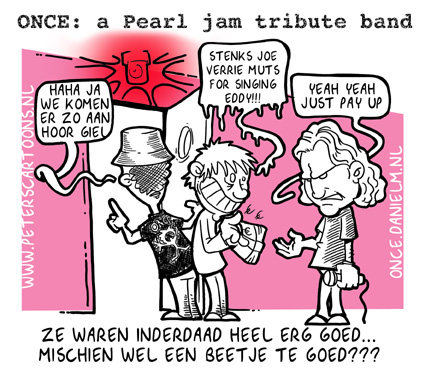 ONCE: a Pearl jam tribute band
HAHA JA
WE KOMEN
ER ZO AAN
HOOR GIEL
STENKS JOE
VERRIE MUTS
FOR SINGING
EDDY!!!
YEAH YEAH
JUST PAY UP
WWW.PETERSCARTOONS.NL
ONCE.DANIELM.NL
ZE WAREN INDERDAAD HEEL ERG GOED...
MISCHIEN WEL EEN BEETJE TE GOED???